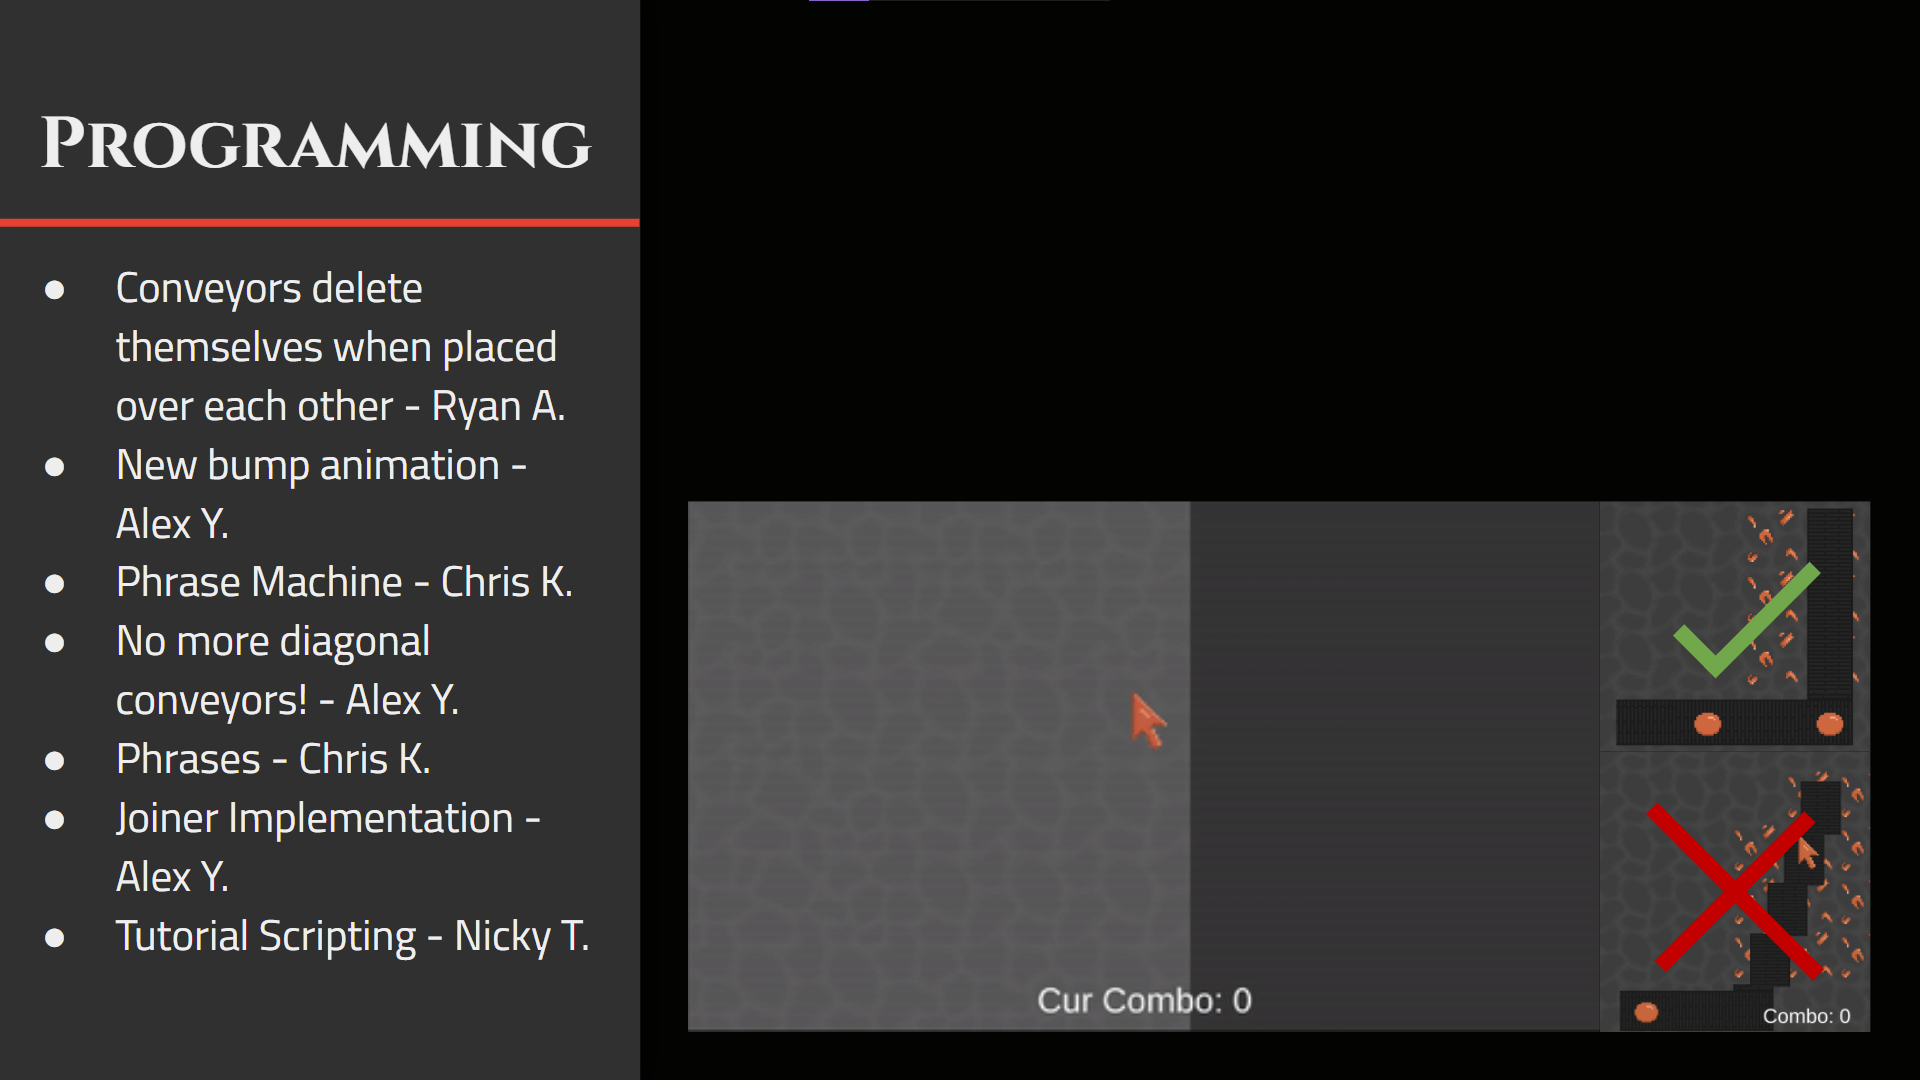 PROGRAMMING
● Conveyors delete
themselves when placed
over each other - Ryan A.
● New bump animation -
Alex Y.
● Phrase Machine - Chris K.
● No more diagonal
conveyors! - Alex Y.
● Phrases - Chris K.
● Joiner Implementation -
Alex Y.
● Tutorial Scripting - Nicky T.
Cur Combo: 0
Combo: 0